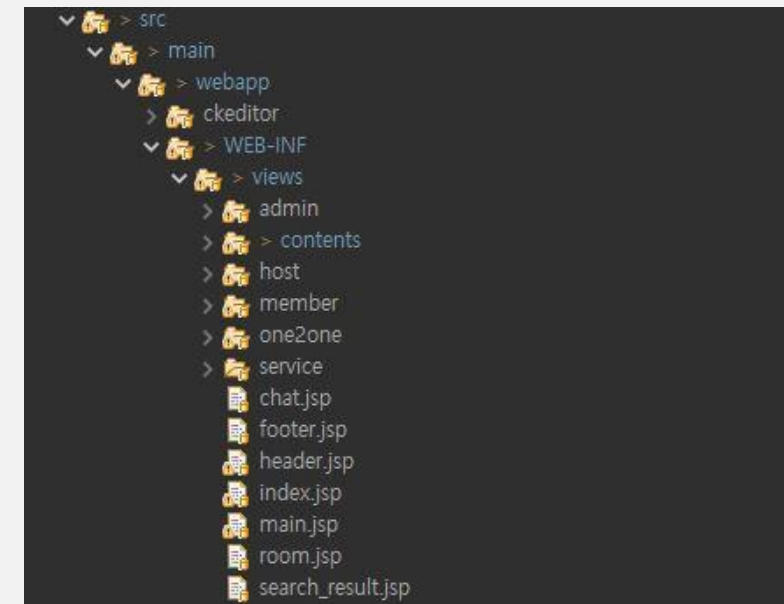 > src
> main
> webapp
ckeditor
> WEB-INF
> views
admin
> contents
host
member
one2one
service
chat.jsp
footer.jsp
header.jsp
index.jsp
main.jsp
room.jsp
search_result.jsp